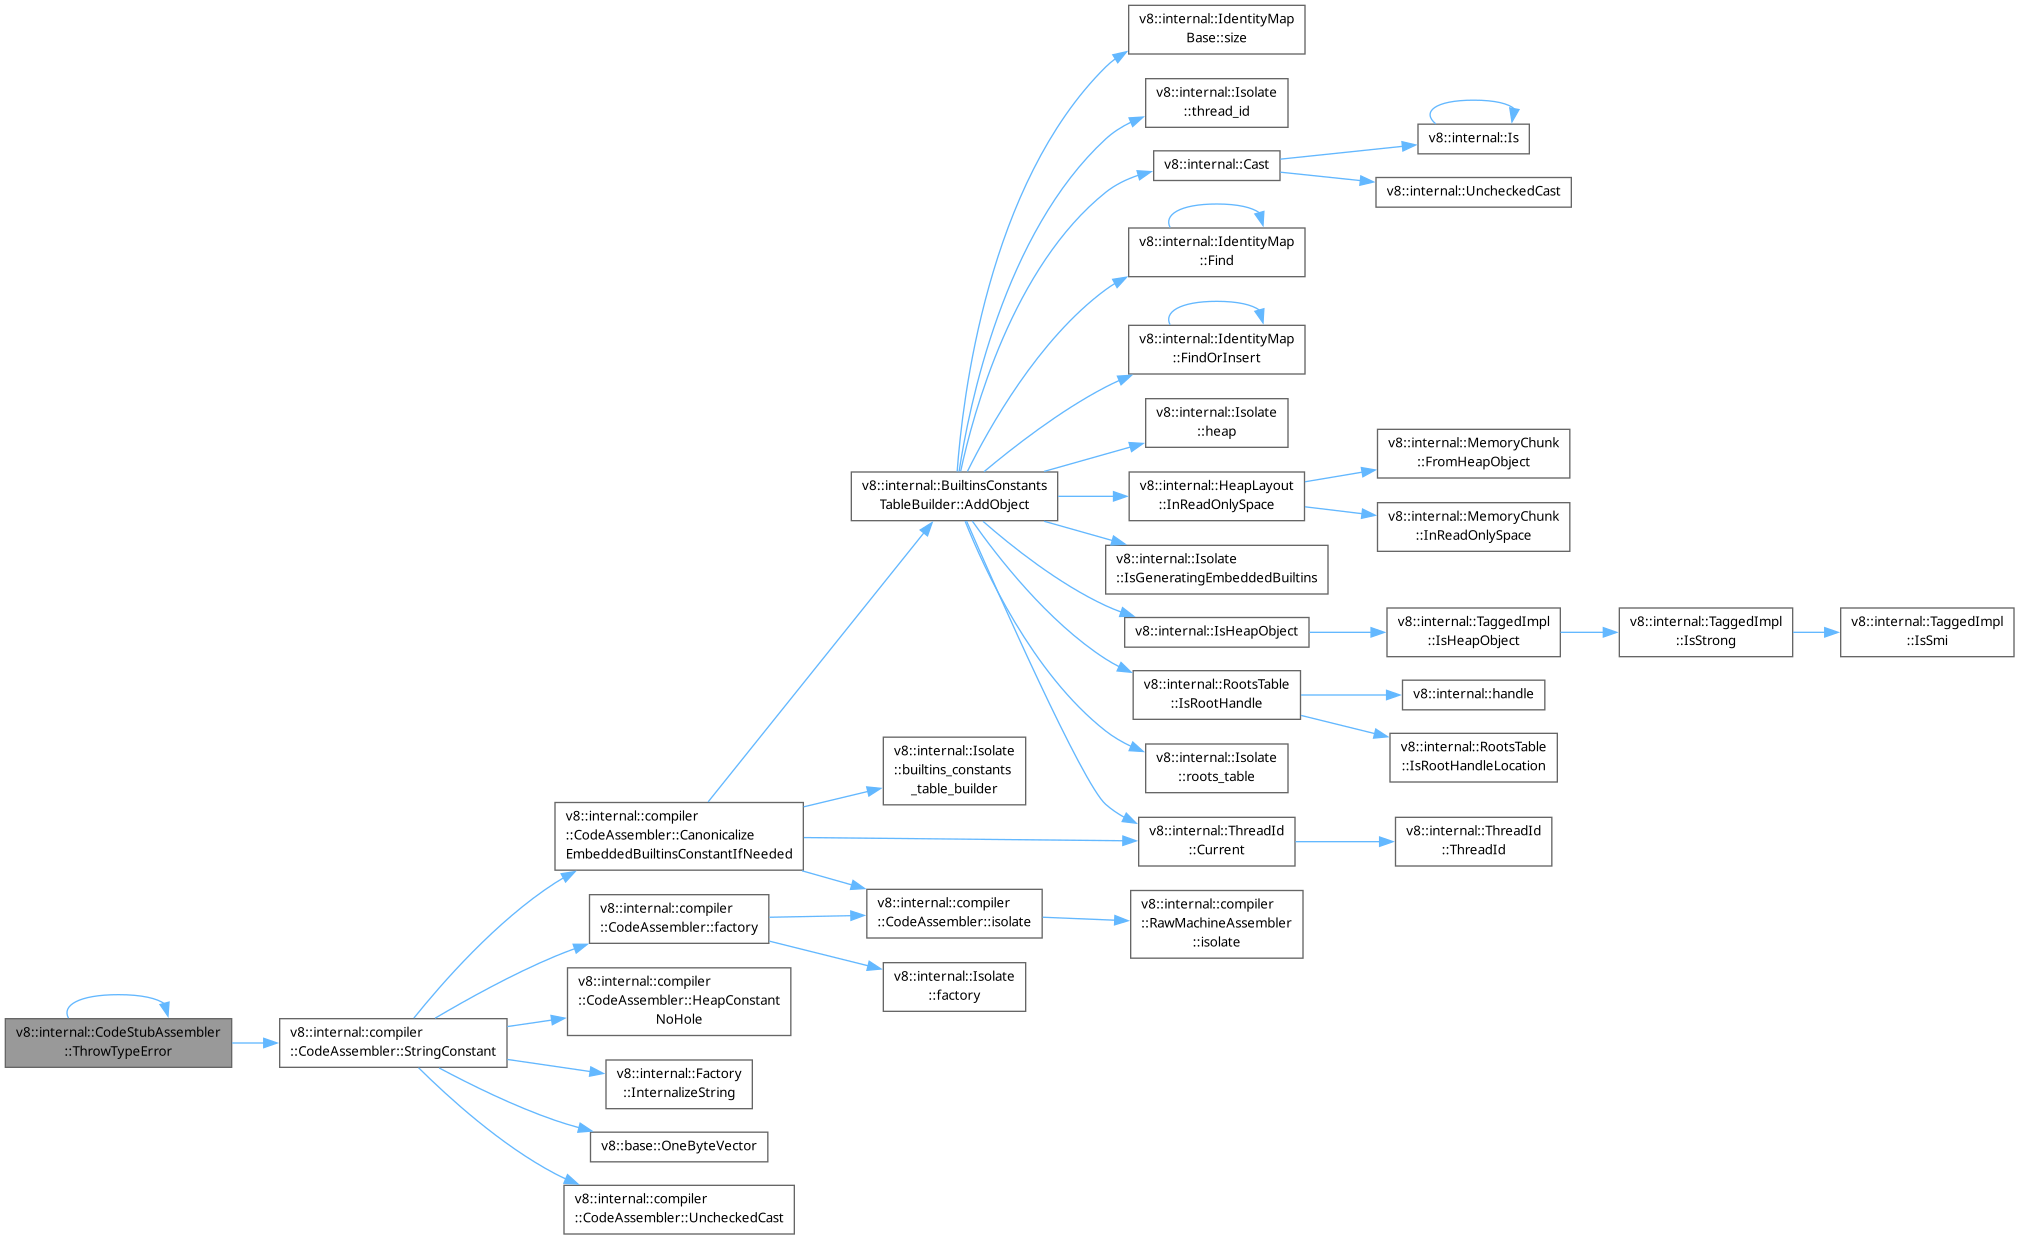 v8::internal::IdentityMap
Base::size
v8::internal::Isolate
::thread_id
v8::internal::Is
v8::internal::Cast
v8::internal::UncheckedCast
v8::internal::IdentityMap
::Find
v8::internal::IdentityMap
::FindOrInsert
v8::internal::Isolate
::heap
v8::internal::MemoryChunk
::FromHeapObject
v8::internal::BuiltinsConstants
TableBuilder::AddObject
v8::internal::HeapLayout
::InReadOnlySpace
v8::internal::MemoryChunk
::InReadOnlySpace
v8::internal::Isolate
::IsGeneratingEmbeddedBuiltins
v8::internal::IsHeapObject
v8::internal::TaggedImpl
::IsHeapObject
v8::internal::TaggedImpl
::IsStrong
v8::internal::TaggedImpl
::IsSmi
v8::internal::RootsTable
::IsRootHandle
v8::internal::handle
v8::internal::RootsTable
::IsRootHandleLocation
v8::internal::Isolate
::builtins_constants
_table_builder
v8::internal::Isolate
::roots_table
v8::internal::compiler
::CodeAssembler::Canonicalize
EmbeddedBuiltinsConstantIfNeeded
v8::internal::ThreadId
::Current
v8::internal::ThreadId
::ThreadId
v8::internal::compiler
::CodeAssembler::factory
v8::internal::compiler
::CodeAssembler::isolate
v8::internal::compiler
::RawMachineAssembler
::isolate
v8::internal::compiler
::CodeAssembler::HeapConstant
NoHole
v8::internal::Isolate
::factory
v8::internal::CodeStubAssembler
::ThrowTypeError
v8::internal::compiler
::CodeAssembler::StringConstant
v8::internal::Factory
::InternalizeString
v8::base::OneByteVector
v8::internal::compiler
::CodeAssembler::UncheckedCast